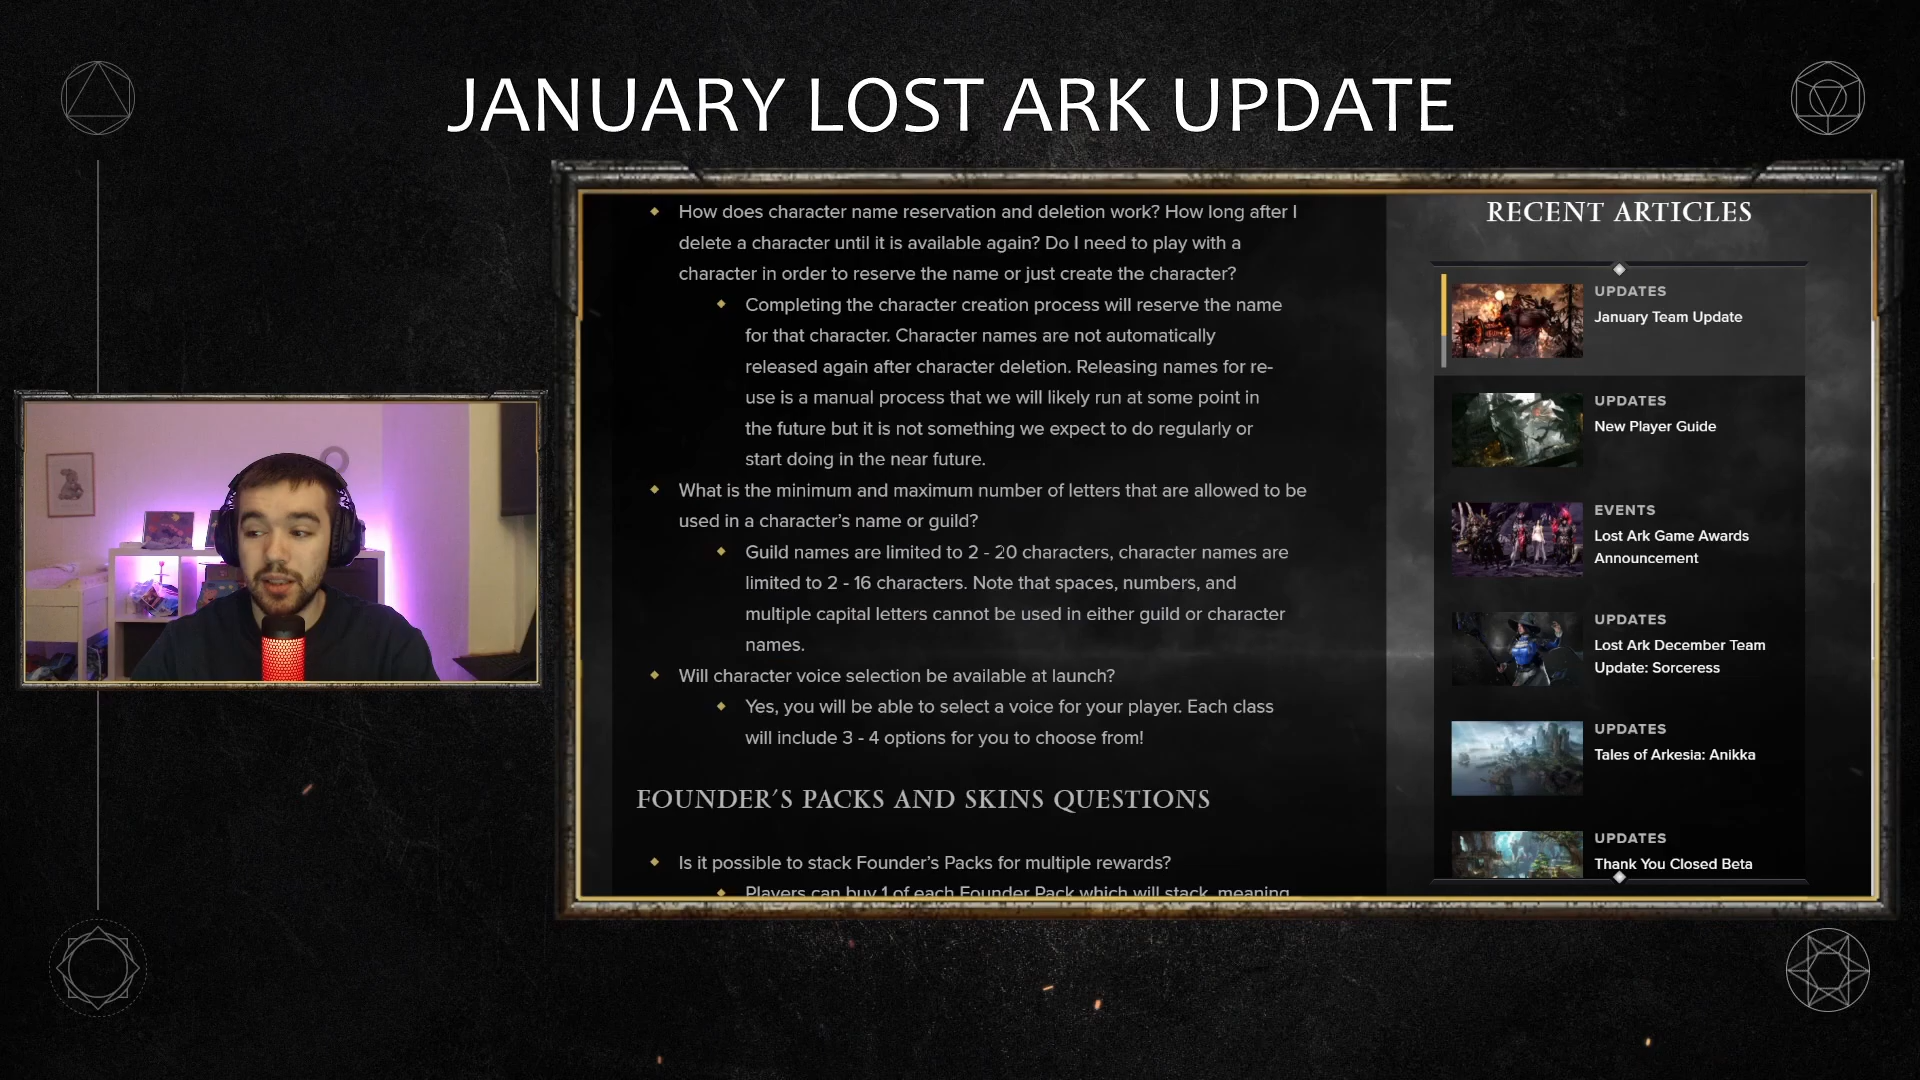 JANUARY LOST ARK UPDATE
How does character name reservation and deletion work? How long after I
delete a character until it is available again? Do I need to play with a
character in order to reserve the name or just create the character?
Completing the character creation process will reserve the name
for that character. Character names are not automatically
released again after character deletion. Releasing names for re-
use is a manual process that we will likely run at some point in
the future but it is not something we expect to do regularly or
start doing in the near future.
What is the minimum and maximum number of letters that are allowed to be
used in a character's name or guild?
Guild names are limited to 2 - 20 characters, character names are
limited to 2 - 16 characters. Note that spaces, numbers, and
multiple capital letters cannot be used in either guild or character
names.
Will character voice selection be available at launch?
Yes, you will be able to select a voice for your player. Each class
will include 3 - 4 options for you to choose from!
FOUNDER'S PACKS AND SKINS QUESTIONS
Is it possible to stack Founder's Packs for multiple rewards?
Players can buy 1 of each Founder Pack which will stack, meaning
RECENT ARTICLES
UPDATES
January Team Update
UPDATES
New Player Guide
EVENTS
Lost Ark Game Awards
Announcement
UPDATES
Lost Ark December Team
Update: Sorceress
UPDATES
Tales of Arkesia: Anikka
UPDATES
Thank You Closed Beta